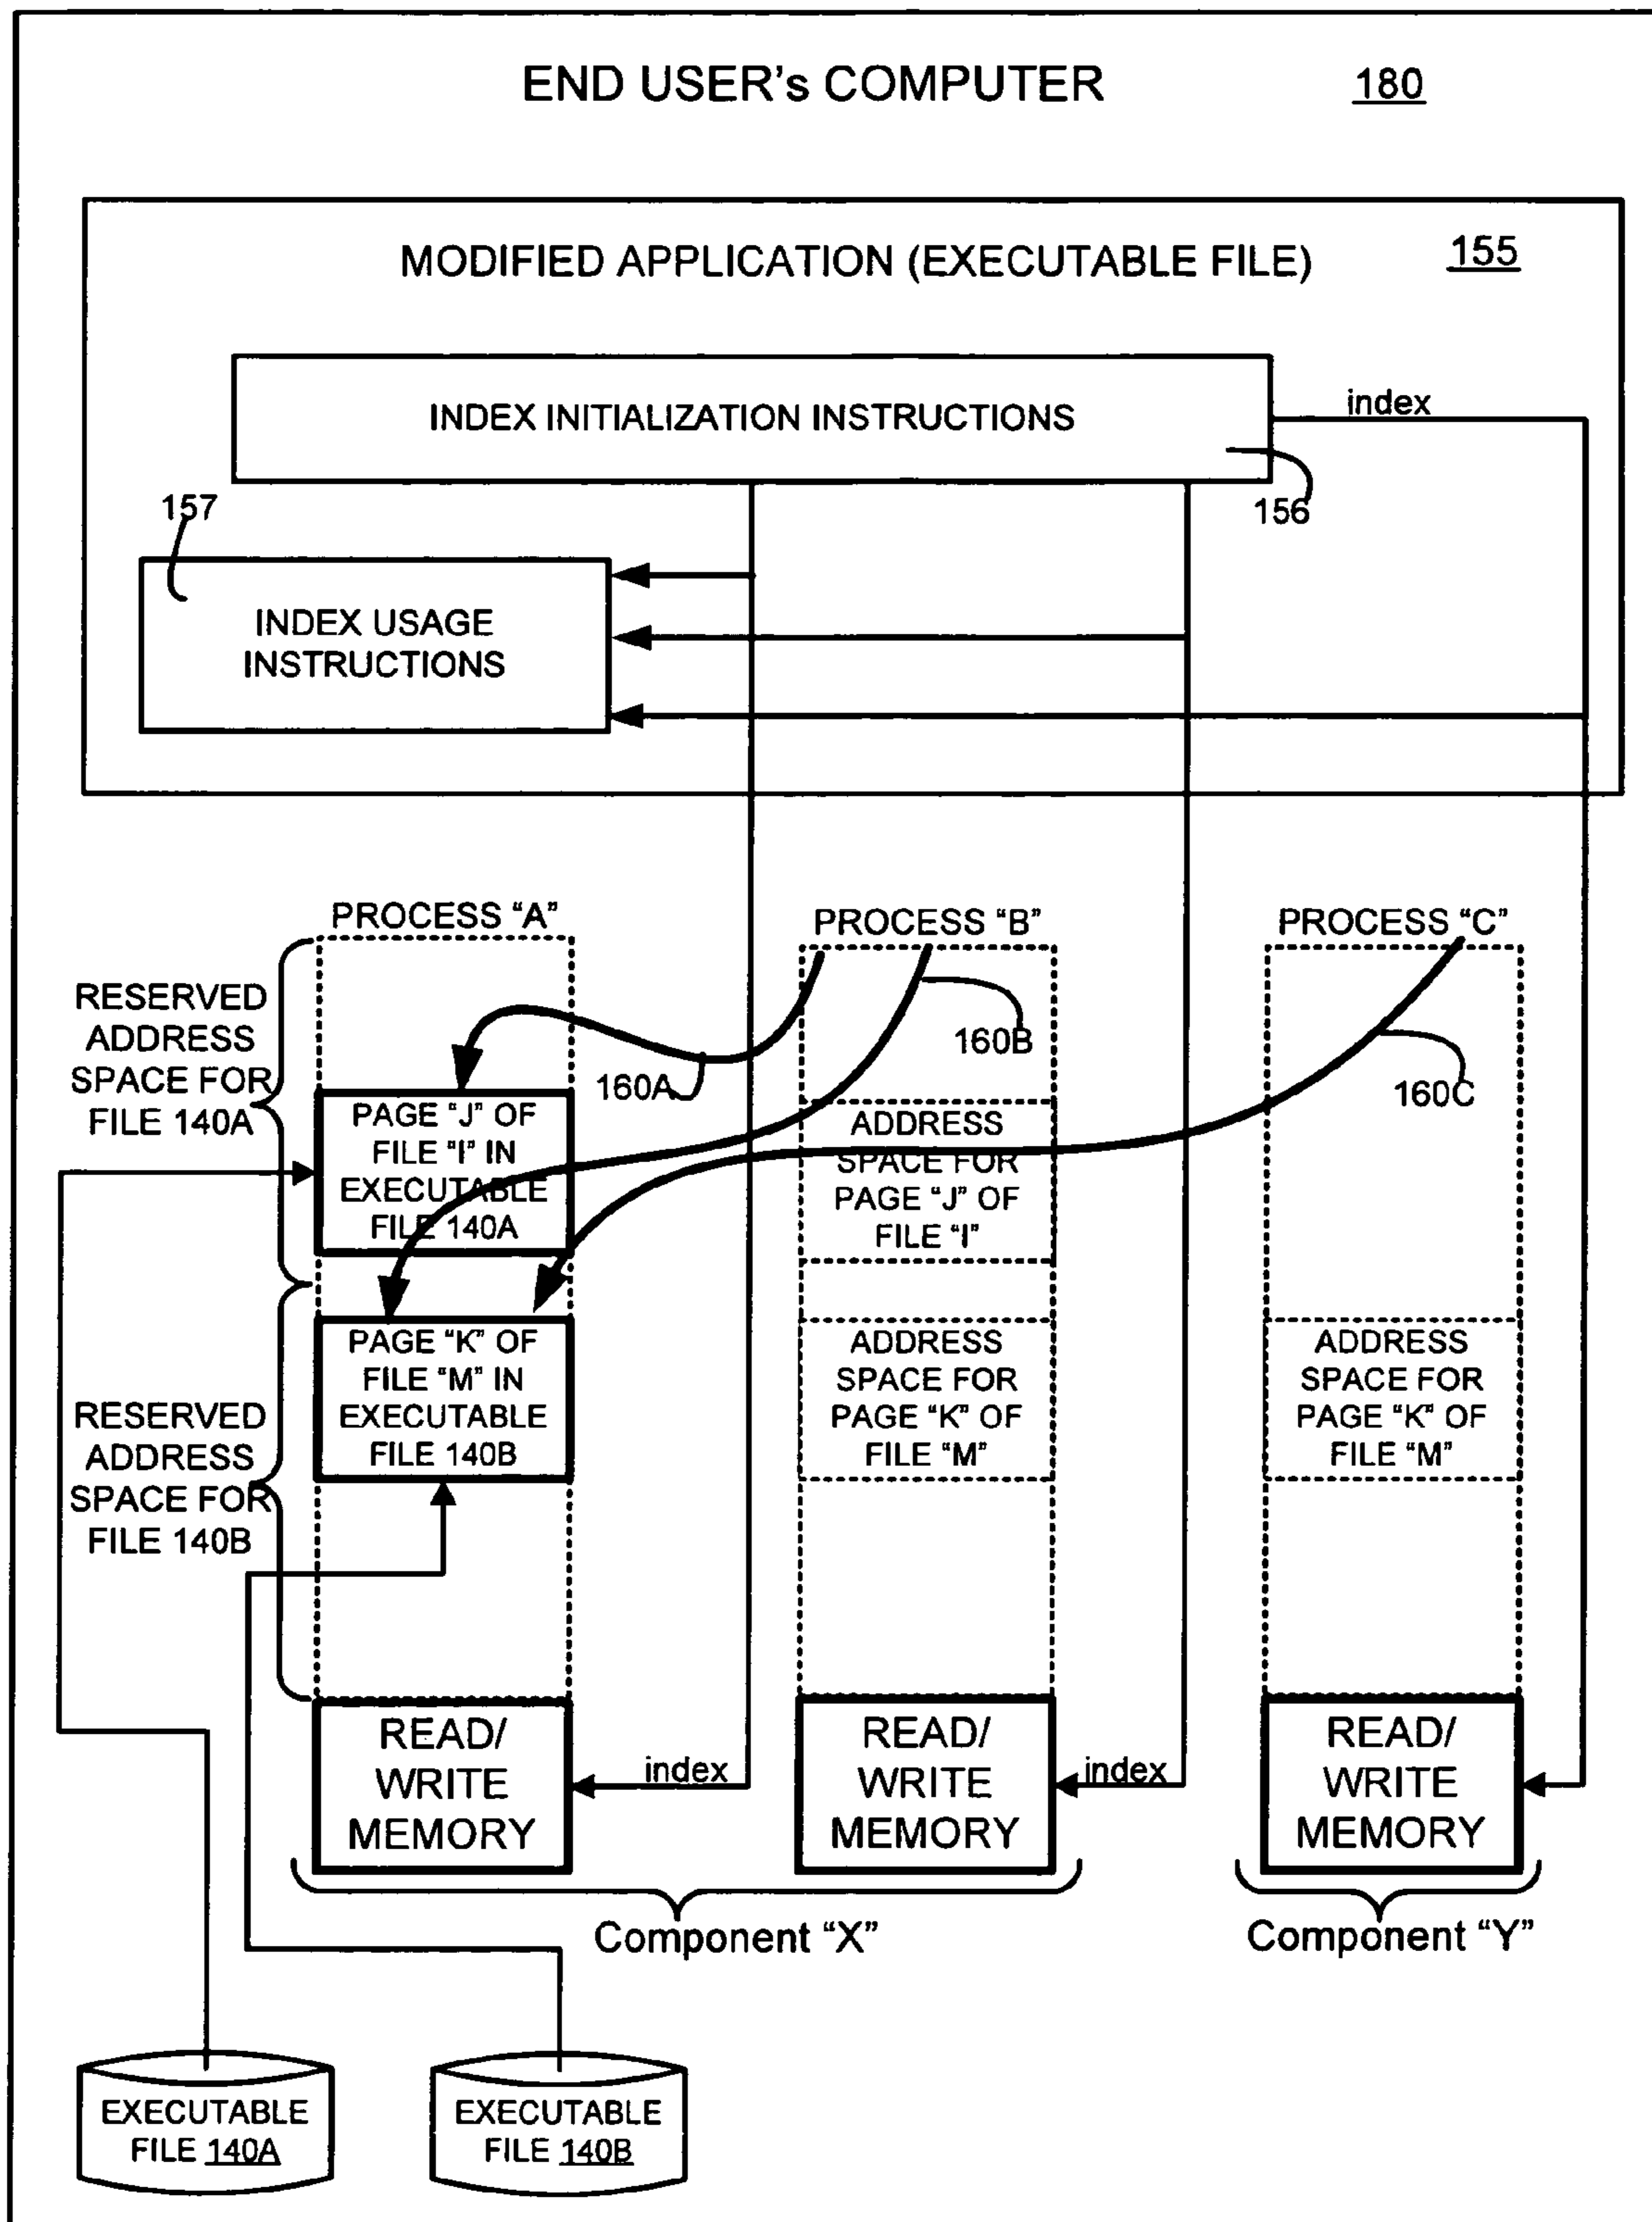 END USER's COMPUTER 180
MODIFIED APPLICATION (EXECUTABLE FILE) 155
INDEX INITIALIZATION INSTRUCTIONS
index
156
157
INDEX USAGE
INSTRUCTIONS
PROCESS “A”
PROCESS “B”
PROCESS “C”
RESERVED
ADDRESS
SPACE FOR
FILE 140A
160A
160B
160C
PAGE “J” OF
FILE “I” IN
EXECUTABLE
FILE 140A
ADDRESS
SPACE FOR
PAGE “J” OF
FILE “I”
RESERVED
ADDRESS
SPACE FOR
FILE 140B
PAGE “K” OF
FILE “M” IN
EXECUTABLE
FILE 140B
ADDRESS
SPACE FOR
PAGE “K” OF
FILE “M”
ADDRESS
SPACE FOR
PAGE “K” OF
FILE “M”
READ/
WRITE
MEMORY
index
READ/
WRITE
MEMORY
index
READ/
WRITE
MEMORY
Component “X”
Component “Y”
EXECUTABLE
FILE 140A
EXECUTABLE
FILE 140B